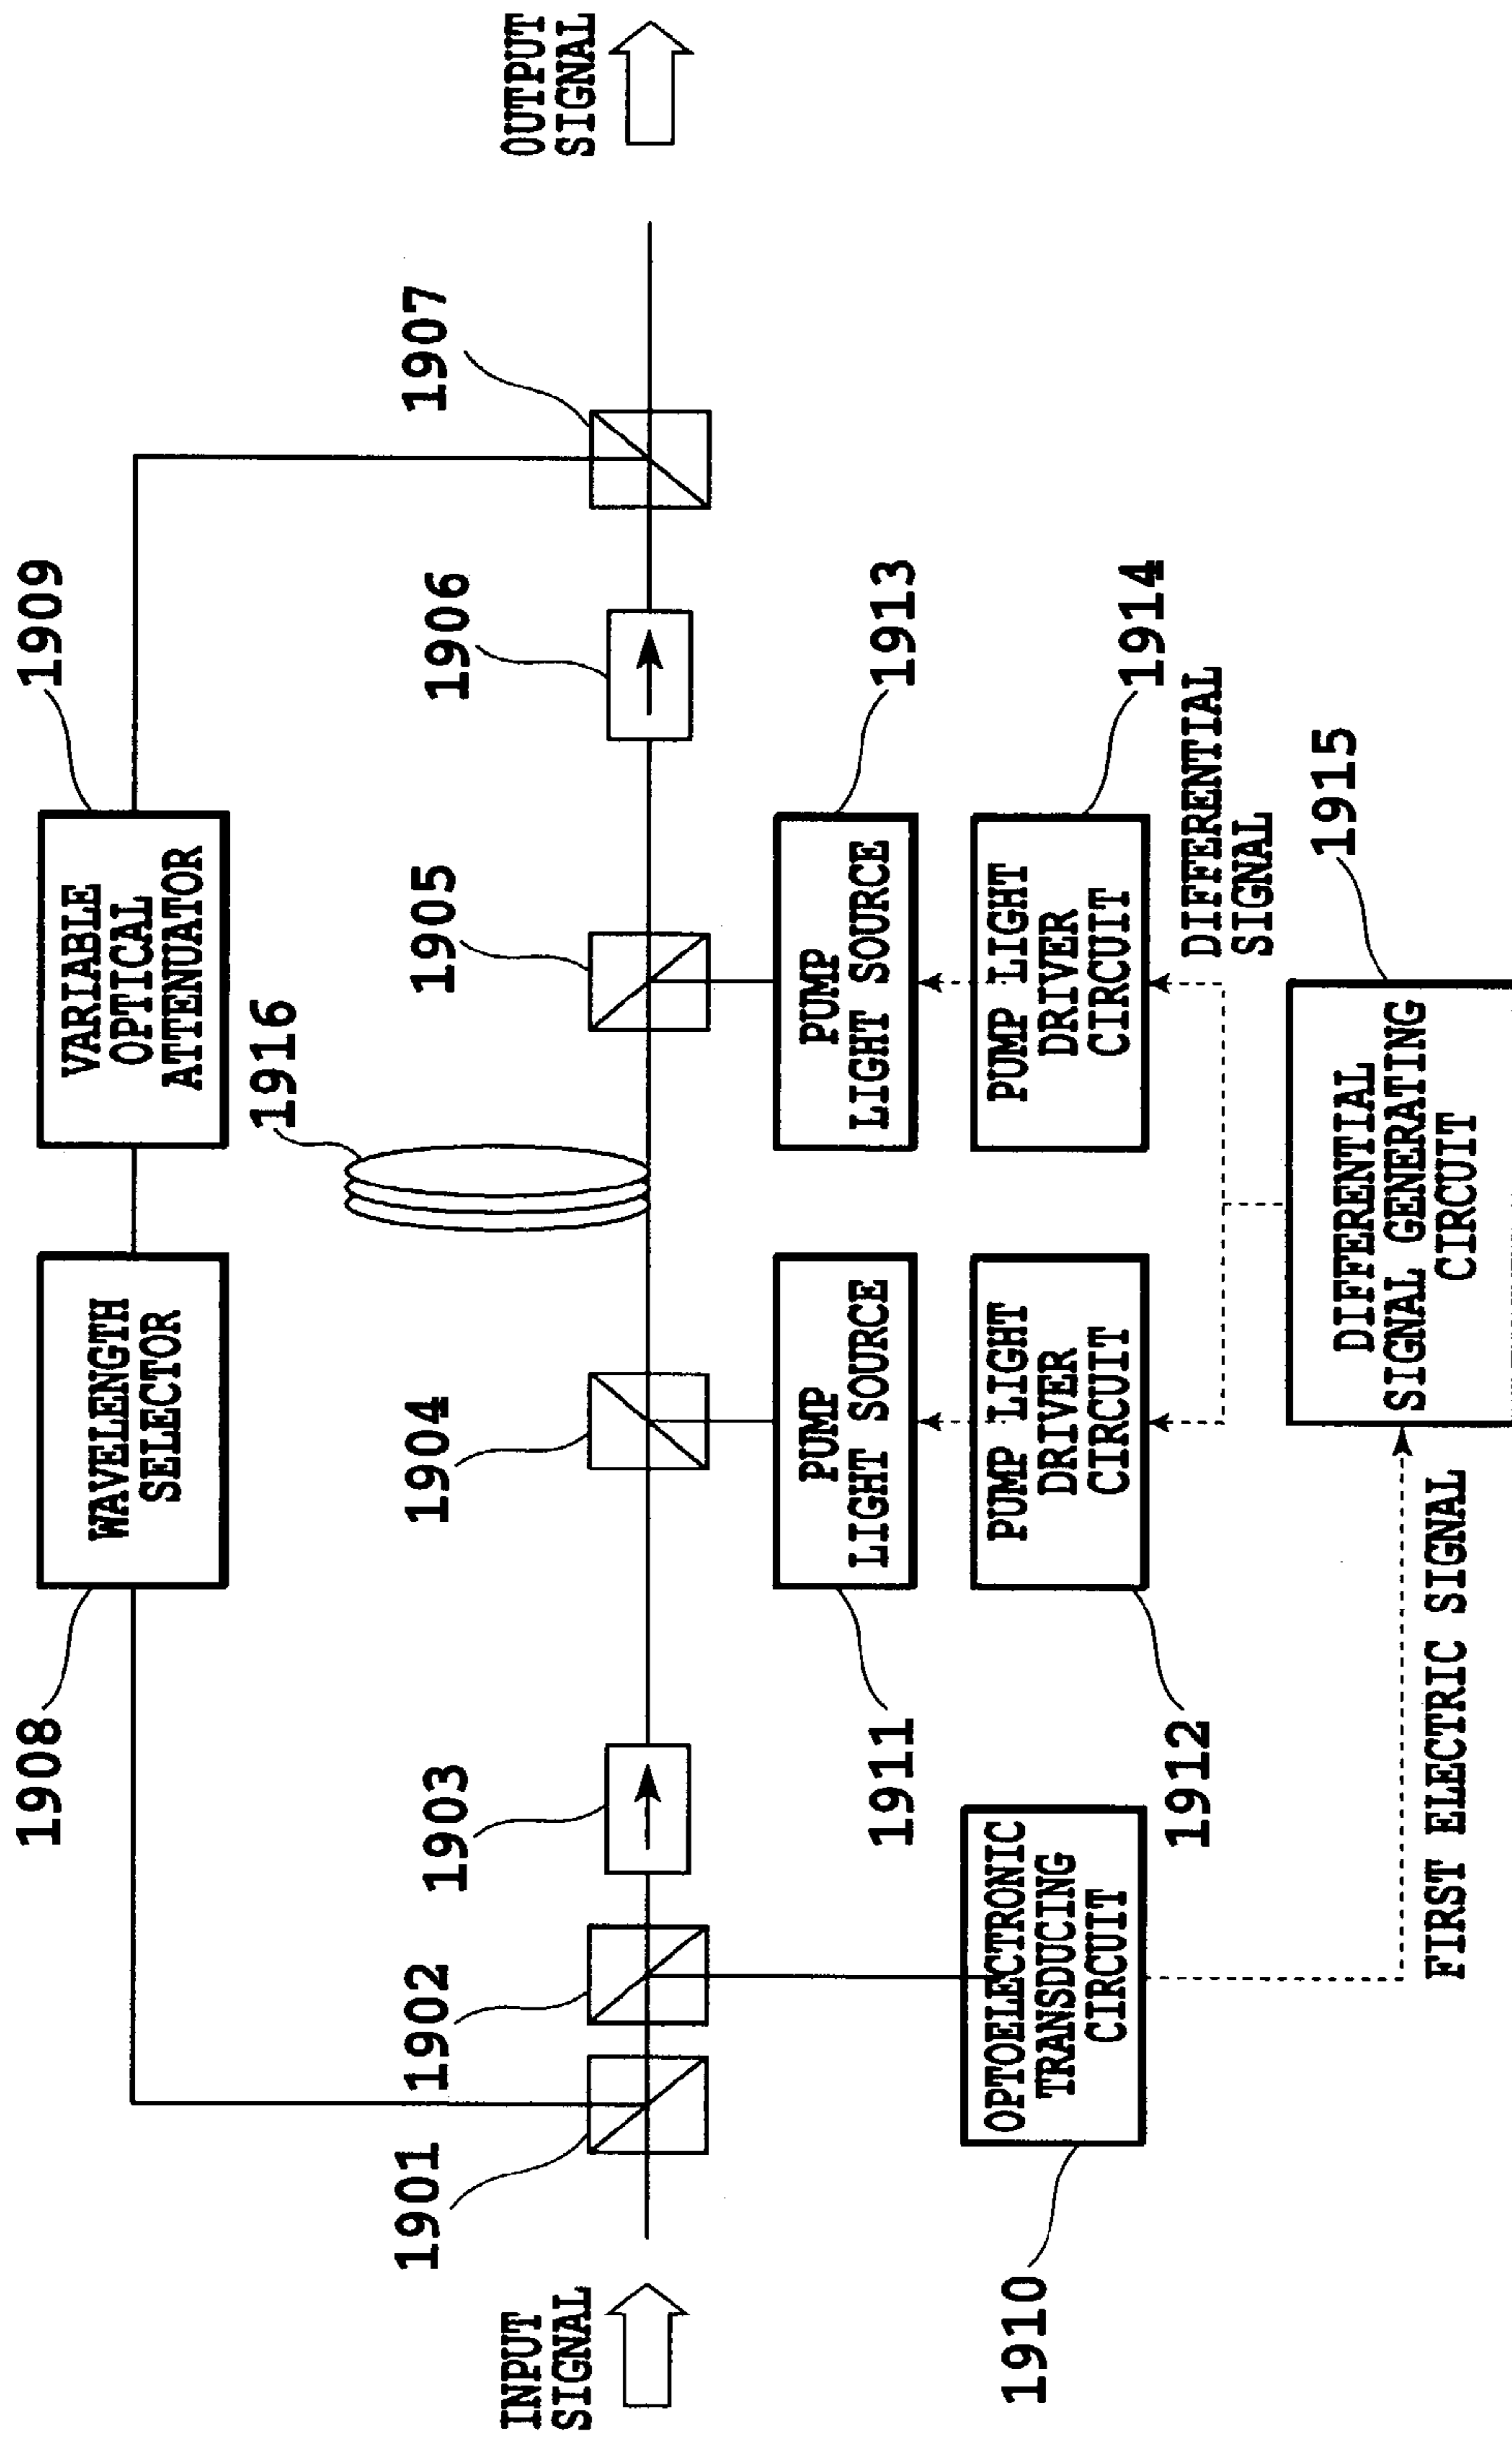 1908
WAVELENGTH
SELECTOR
VARIABLE
OPTICAL
ATTENUATOR
1909
1916
INPUT
SIGNAL
1901
1902
1903
1904
1905
1906
1907
OUTPUT
SIGNAL
PUMP
LIGHT SOURCE
1911
PUMP
LIGHT SOURCE
1913
1910
OPTOELECTRONIC
TRANSDUCING
CIRCUIT
1912
PUMP LIGHT
DRIVER
CIRCUIT
PUMP LIGHT
DRIVER
CIRCUIT
1914
DIFFERENTIAL
SIGNAL
FIRST ELECTRIC SIGNAL
DIFFERENTIAL
SIGNAL GENERATING
CIRCUIT
1915